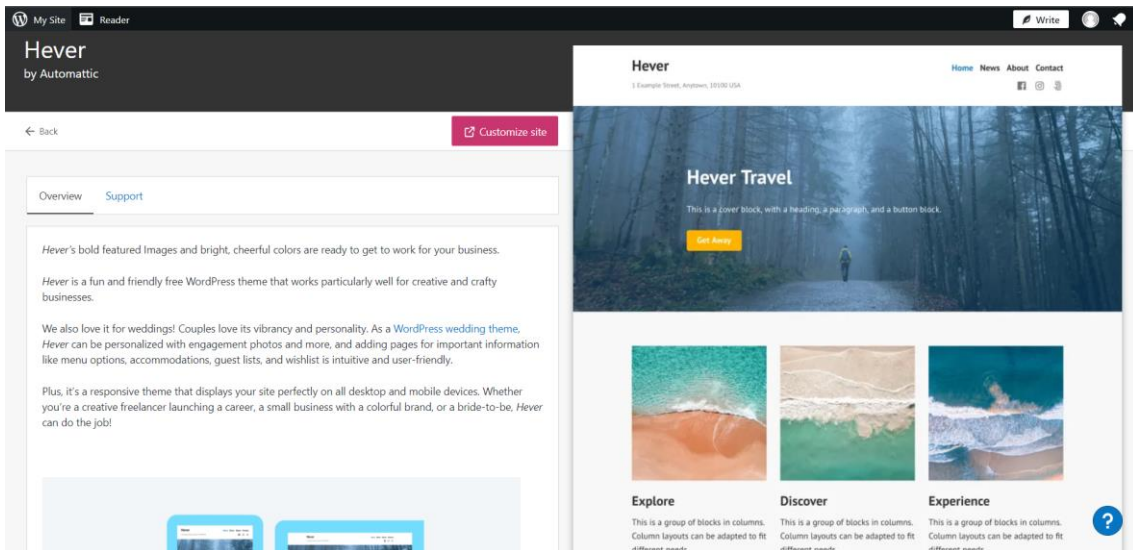 My Site
Reader
Write
Hever
by Automattic
Back
Customize site
Overview
Support
Hever's bold featured Images and bright, cheerful colors are ready to get to work for your business.
Hever is a fun and friendly free WordPress theme that works particularly well for creative and crafty
businesses.
We also love it for weddings! Couples love its vibrancy and personality. As a WordPress wedding theme,
Hever can be personalized with engagement photos and more, and adding pages for important information
like menu options, accommodations, guest lists, and wishlist is intuitive and user-friendly.
Plus, it's a responsive theme that displays your site perfectly on all desktop and mobile devices. Whether
you're a creative freelancer launching a career, a small business with a colorful brand, or a bride-to-be, Hever
can do the job!
Hever
1 Example Street, Anytown, 10100 USA
Home News About Contact
Hever Travel
This is a cover block, with a heading, a paragraph, and a button block.
Get Away
Explore
This is a group of blocks in columns.
Column layouts can be adapted to fit
different needs
Discover
This is a group of blocks in columns.
Column layouts can be adapted to fit
different needs
Experience
This is a group of blocks in columns.
Column layouts can be adapted to fit
different needs
?